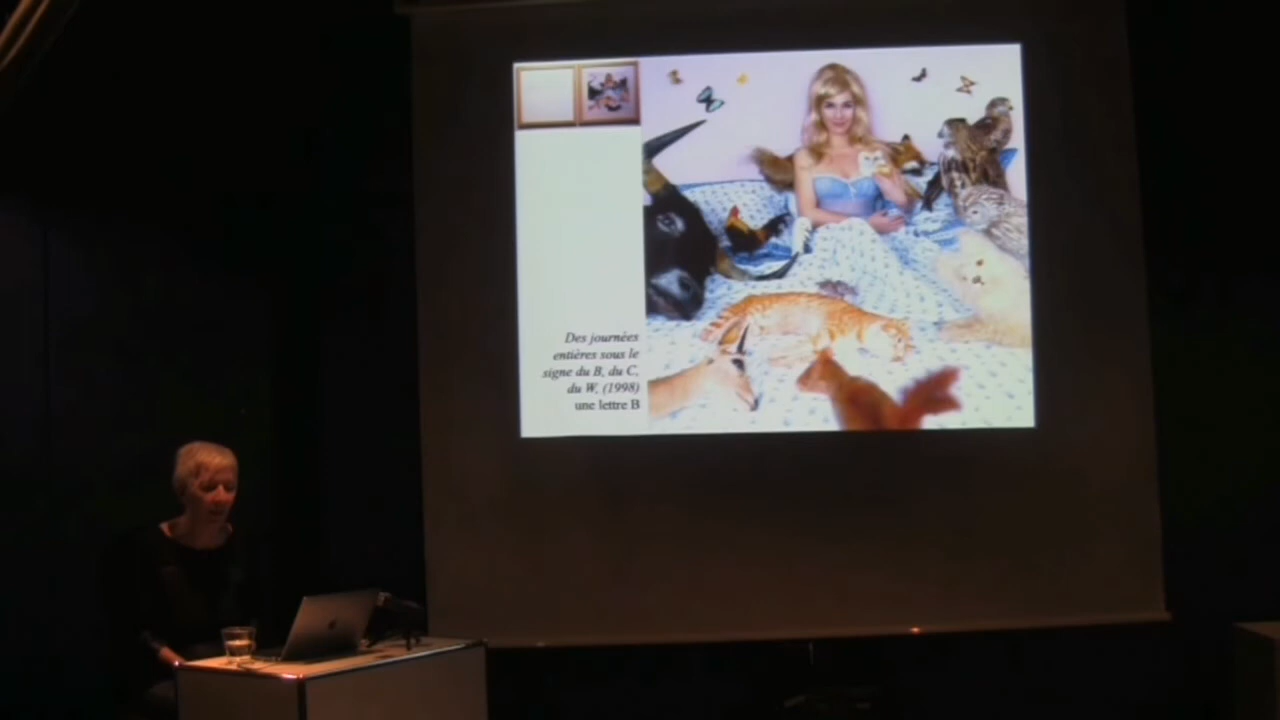 Des journées
entières sous le
signe du B, du C,
du W, (1998)
une lettre B